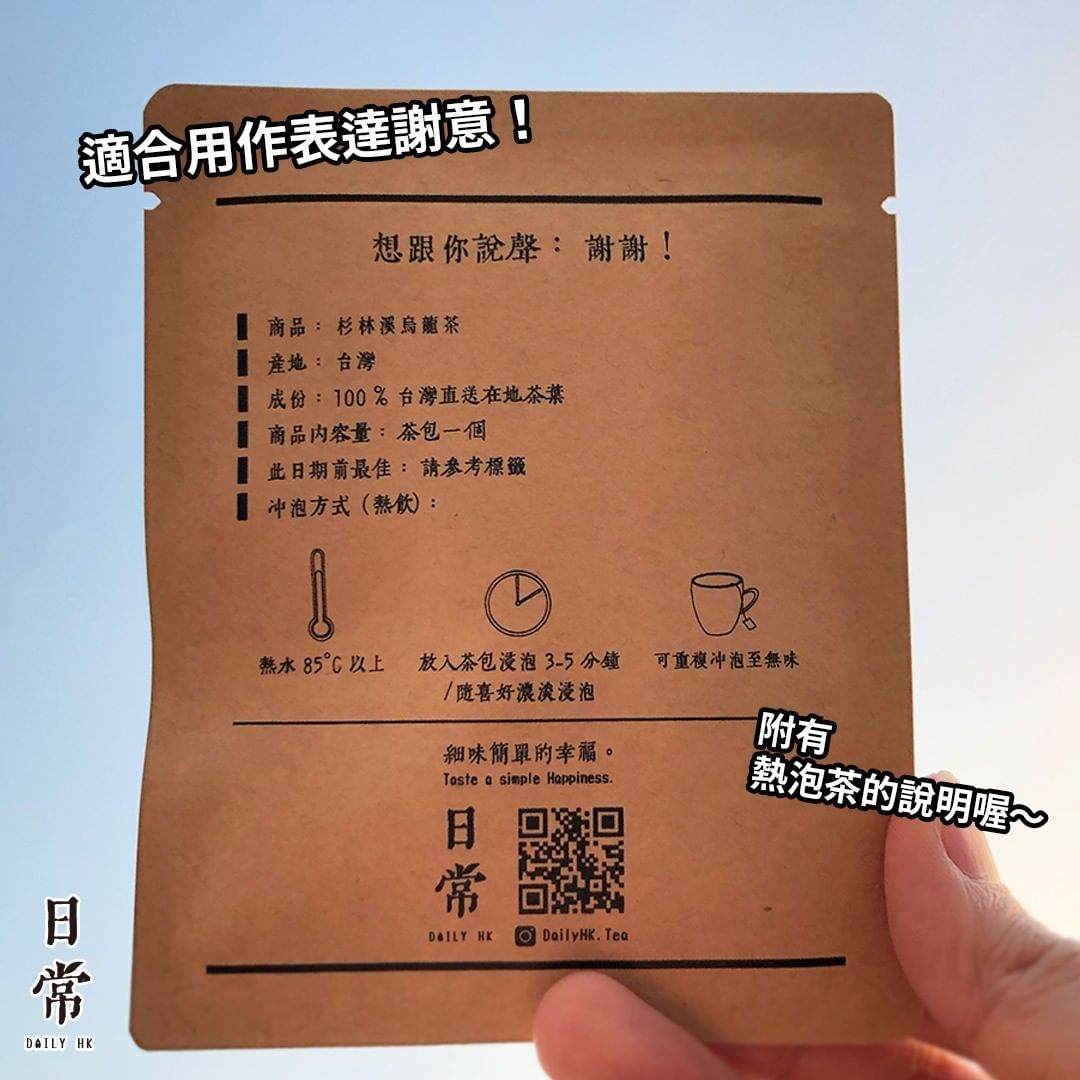 適合用作表達謝意！
想跟你說聲： 謝謝！
商品： 杉林溪烏龍茶
産地： 台灣
成份：100 % 台灣直送在地茶葉
商品内容量：茶包一個
此日期前最佳： 請參考標籤
冲泡方式 (熱飲)：
熱水 85°C 以上
放入茶包浸泡 3-5 分鐘
/隨喜好濃淡浸泡
可重複冲泡至無味
附有
熱泡茶的說明喔～
細味簡單的幸福。
Taste a simple Happiness.
日常
DAILY HK
DailyHK.Tea
日常
DAILY HK